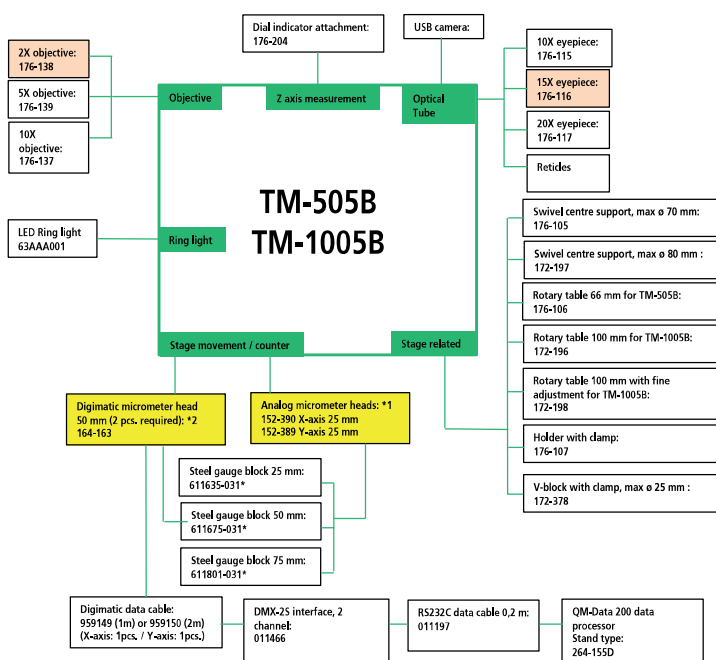 Dial indicator attachment:
176-204
USB camera:
2X objective:
176-138
5X objective:
176-139
10X
objective:
176-137
10X eyepiece:
176-115
15X eyepiece:
176-116
20X eyepiece:
176-117
Reticles
Objective
Z axis measurement
Optical
Tube
TM-505B
TM-1005B
LED Ring light
63AAA001
Ring light
Stage movement / counter
Stage related
Swivel centre support, max ø 70 mm:
176-105
Swivel centre support, max ø 80 mm :
172-197
Rotary table 66 mm for TM-505B:
176-106
Rotary table 100 mm for TM-1005B:
172-196
Rotary table 100 mm with fine
adjustment for TM-1005B:
172-198
Holder with clamp:
176-107
V-block with clamp, max ø 25 mm :
172-378
Digimatic micrometer head
50 mm (2 pcs. required): *2
164-163
Analog micrometer heads: *1
152-390 X-axis 25 mm
152-389 Y-axis 25 mm
Steel gauge block 25 mm:
611635-031*
Steel gauge block 50 mm:
611675-031*
Steel gauge block 75 mm:
611801-031*
Digimatic data cable:
959149 (1m) or 959150 (2m)
(X-axis: 1pcs. / Y-axis: 1pcs.)
DMX-2S interface, 2
channel:
011466
RS232C data cable 0,2 m:
011197
QM-Data 200 data
processor
Stand type:
264-155D